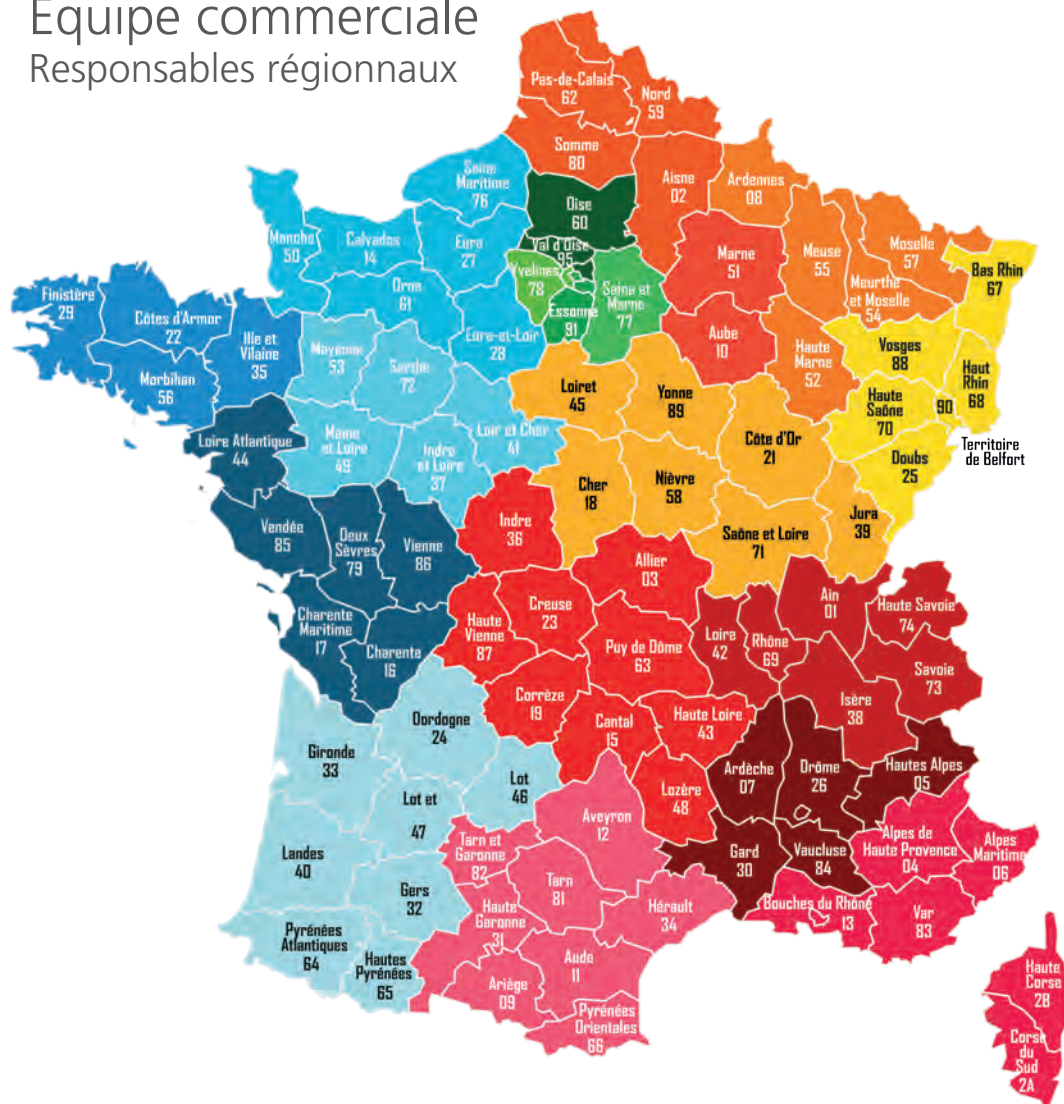 Equipe commerciale
Responsables régionnaux
Pas-de-Calais
62
Nord
59
Somme
80
Aisne
02
Ardennes
08
Seine
Maritime
76
Oise
60
Val d'Oise
95
Eure
27
Manche
50
Calvados
14
Orne
61
Yvelines
78
Essonne
91
Seine et
Marne
77
Marne
51
Meuse
55
Moselle
57
Meurthe
et Moselle
54
Bas Rhin
67
Finistère
29
Côtes d'Armor
22
Ille et
Vilaine
35
Morbihan
56
Mayenne
53
Sarthe
72
Eure-et-Loir
28
Aube
10
Haute
Marne
52
Vosges
88
Haut
Rhin
68
Haute
Saône
70
90
Territoire
de Belfort
Loiret
45
Yonne
89
Côte d'Or
21
Doubs
25
Loire Atlantique
44
Maine
et Loire
49
Indre
et Loire
37
Loir et Cher
41
Cher
18
Nièvre
58
Saône et Loire
71
Jura
39
Vendée
85
Deux
Sèvres
79
Vienne
86
Indre
36
Allier
03
Creuse
23
Haute
Vienne
87
Puy de Dôme
63
Loire
42
Rhône
69
Ain
01
Haute Savoie
74
Savoie
73
Isère
38
Charente
Maritime
17
Charente
16
Corrèze
19
Cantal
15
Haute Loire
43
Dordogne
24
Gironde
33
Lot
46
Lot et
47
Lozère
48
Ardèche
07
Drôme
26
Hautes Alpes
05
Aveyron
12
Tarn et
Garonne
82
Landes
40
Gers
32
Tarn
81
Gard
30
Vaucluse
84
Alpes de
Haute Provence
04
Alpes
Maritime
06
Haute
Garonne
31
Hérault
34
Bouches du Rhône
13
Var
83
Pyrénées
Atlantiques
64
Hautes
Pyrénées
65
Ariège
09
Aude
11
Pyrénées
Orientales
66
Haute
Corse
2B
Corse
du
Sud
2A